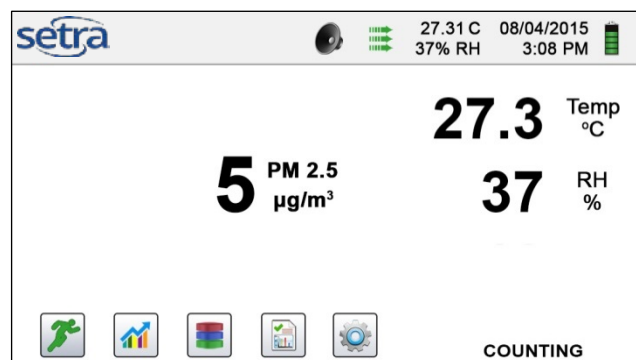 setra
27.31 C 08/04/2015
37% RH 3:08 PM
27.3 Temp ºC
5 PM 2.5 µg/m³
37 RH %
COUNTING